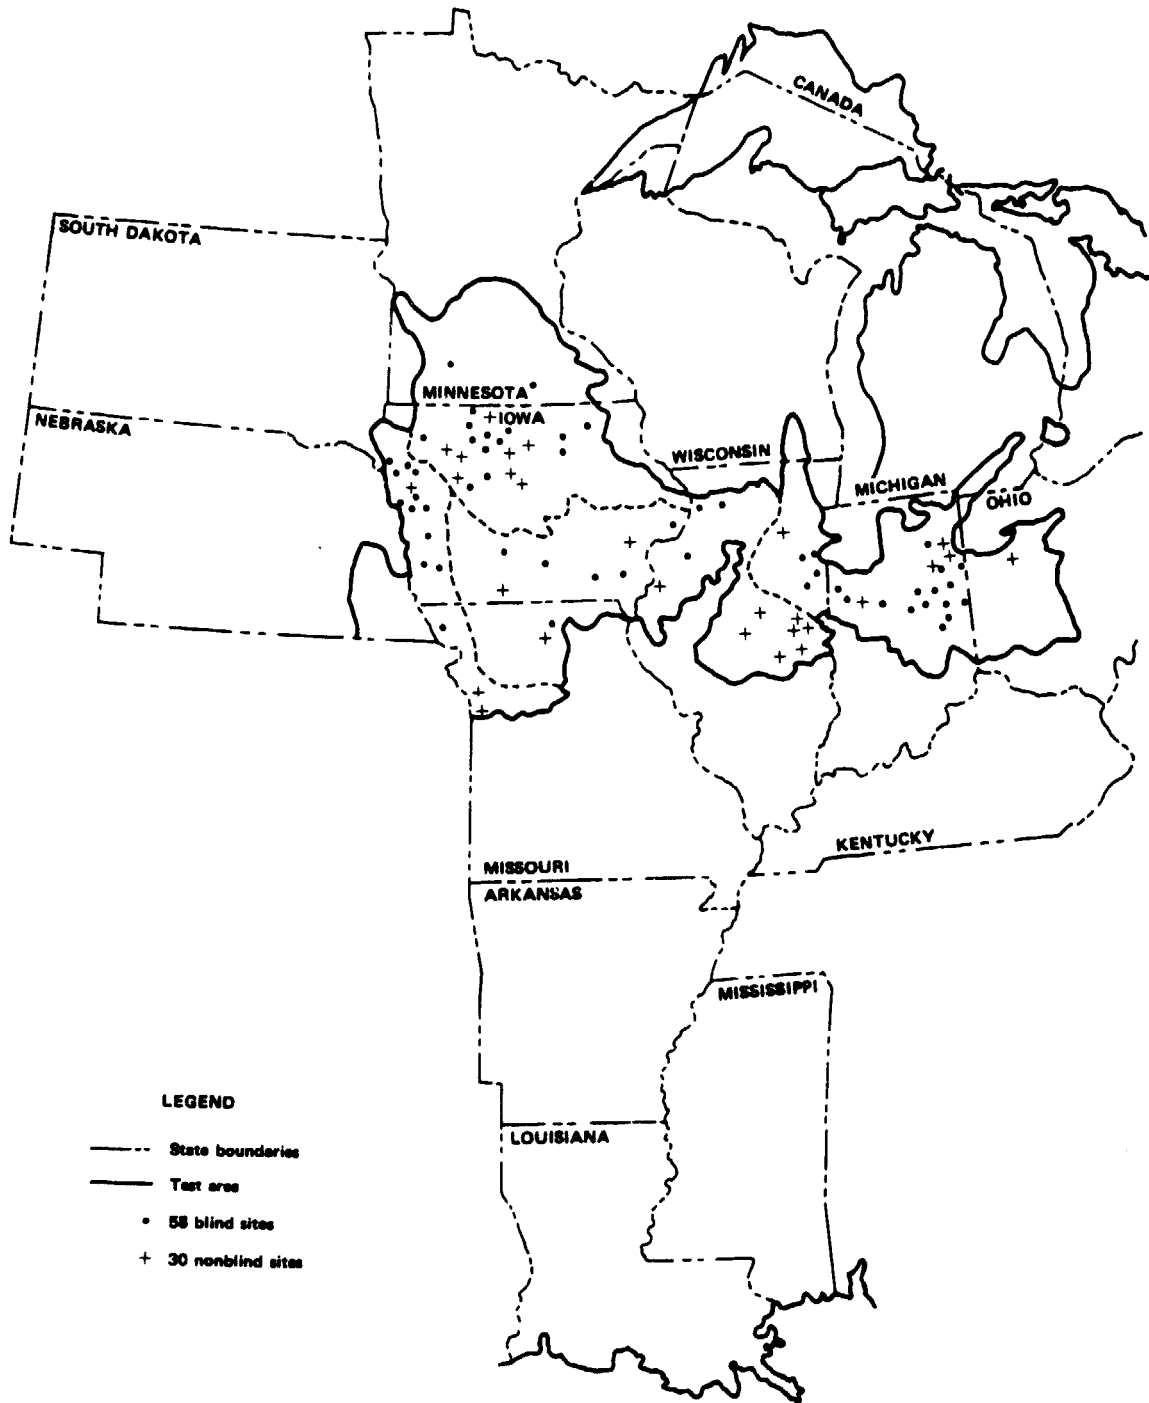 CANADA
SOUTH DAKOTA
MINNESOTA
NEBRASKA
IOWA
WISCONSIN
MICHIGAN
OHIO
KENTUCKY
MISSOURI
ARKANSAS
MISSISSIPPI
LOUISIANA
LEGEND
State boundaries
Test area
58 blind sites
30 nonblind sites